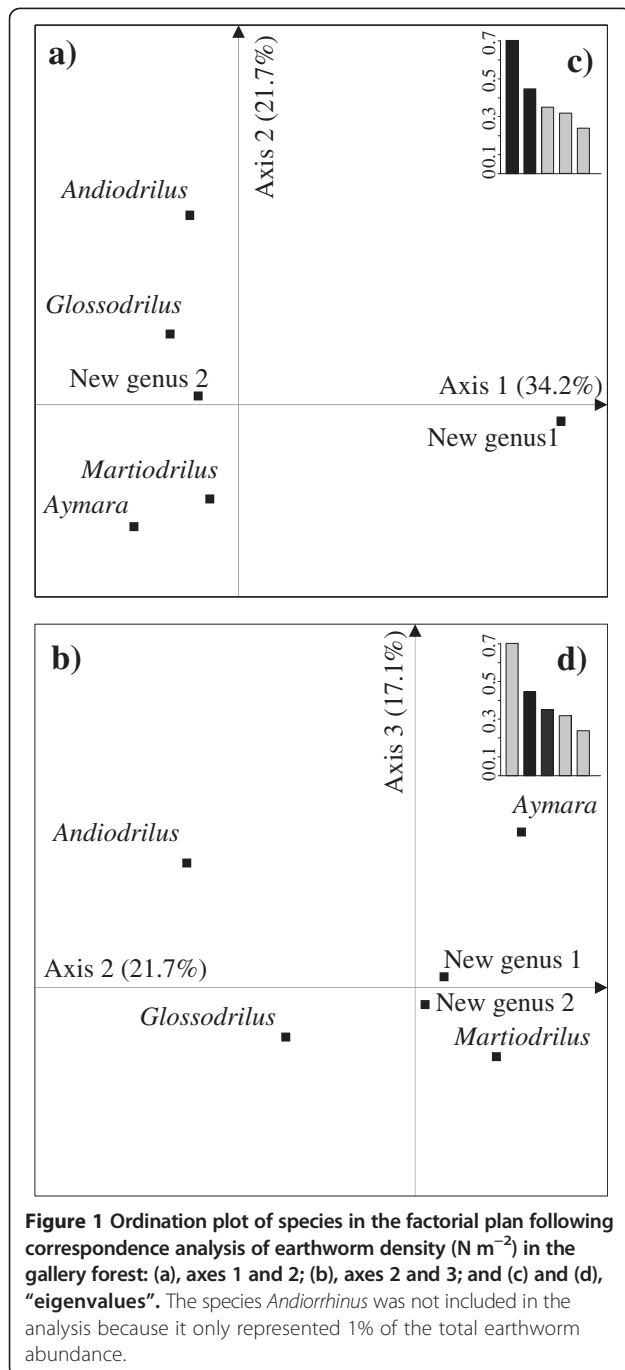 a)
Axis 2 (21.7%)
c)
00.1 0.3 0.5 0.7
Andiodrilus
Glossodrilus
New genus 2
Axis 1 (34.2%)
New genus1
Martiodrilus
Aymara
b)
Axis 3 (17.1%)
d)
00.1 0.3 0.5 0.7
Aymara
Andiodrilus
New genus 1
Axis 2 (21.7%)
New genus 2
Glossodrilus
Martiodrilus
Figure 1 Ordination plot of species in the factorial plan following
correspondence analysis of earthworm density (N m⁻²) in the
gallery forest: (a), axes 1 and 2; (b), axes 2 and 3; and (c) and (d),
“eigenvalues”. The species Andiorrhinus was not included in the
analysis because it only represented 1% of the total earthworm
abundance.